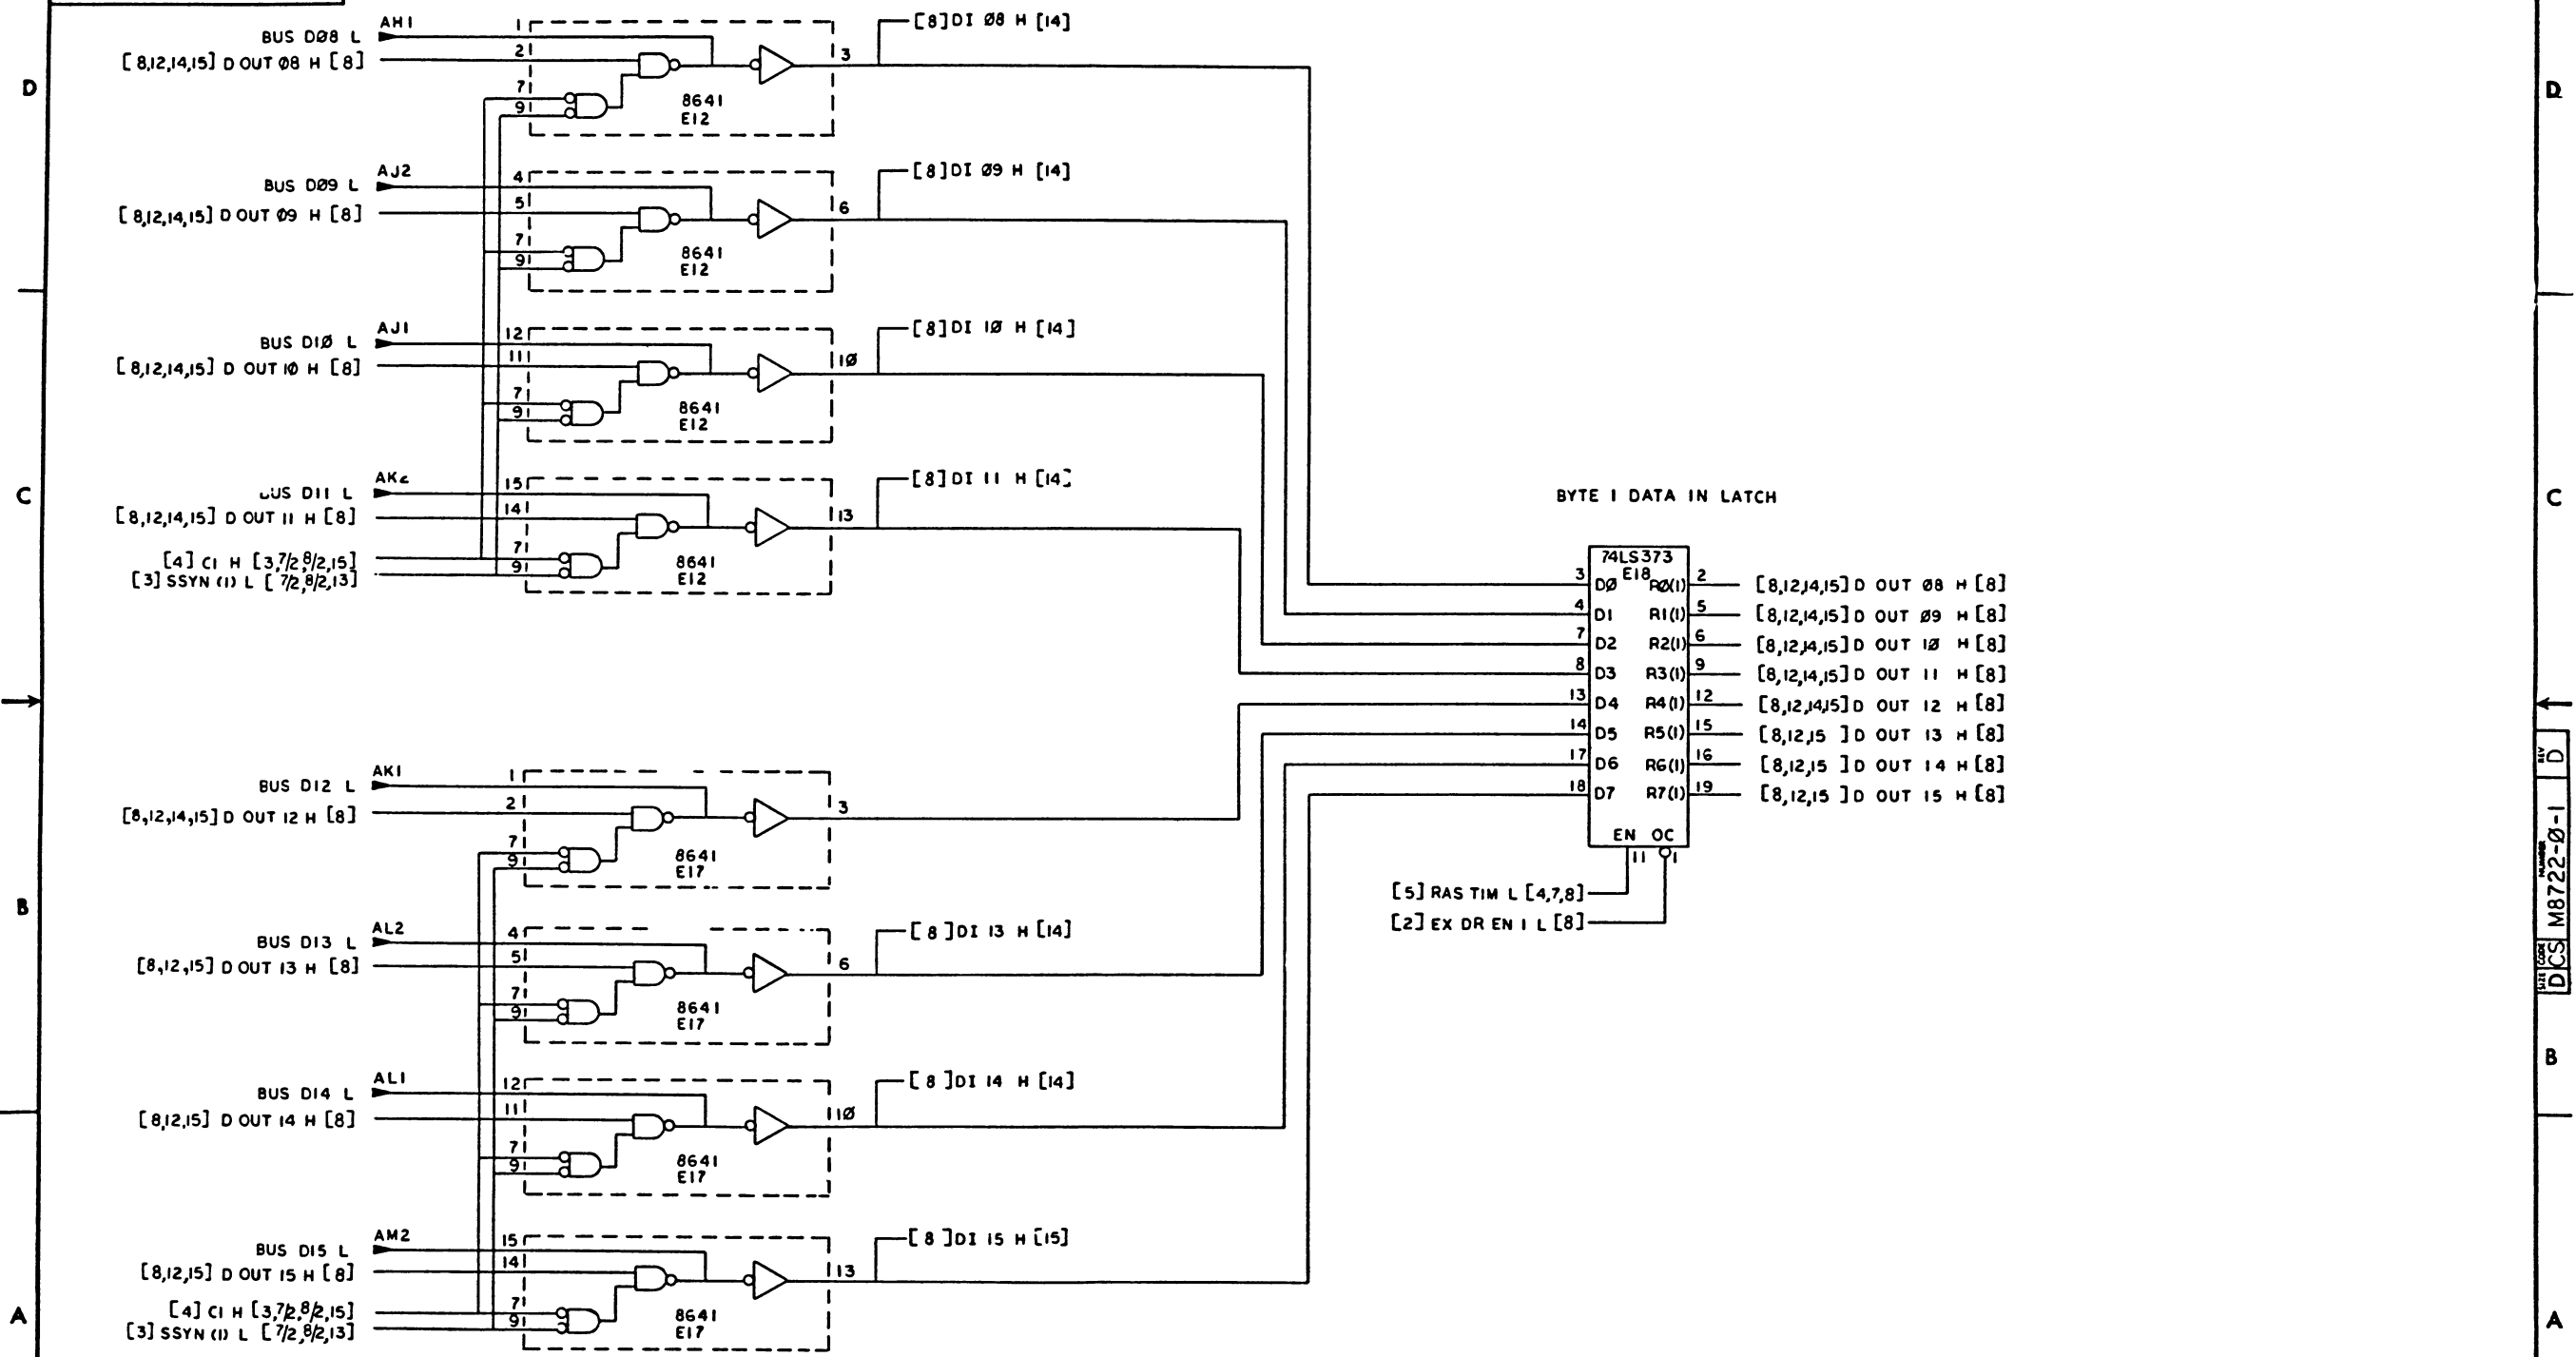 D
D
AH1
BUS DØ8 L
1
[8]DI Ø8 H [14]
[8,12,14,15] D OUT Ø8 H [8]
2
3
7
9
8641
E12
AJ2
BUS DØ9 L
4
[8]DI Ø9 H [14]
[8,12,14,15] D OUT Ø9 H [8]
5
6
7
9
8641
E12
AJ1
BUS D1Ø L
12
[8]DI 1Ø H [14]
[8,12,14,15] D OUT 1Ø H [8]
11
1Ø
7
9
8641
E12
C
C
AK2
BUS D11 L
15
[8]DI 11 H [14]
[8,12,14,15] D OUT 11 H [8]
14
13
[4] C1 H [3,7/2,8/2,15]
7
[3] SSYN (1) L [7/2,8/2,13]
9
8641
E12
BYTE 1 DATA IN LATCH
74LS373
E18
3 DØ RØ(1) 2 [8,12,14,15] D OUT Ø8 H [8]
4 D1 R1(1) 5 [8,12,14,15] D OUT Ø9 H [8]
7 D2 R2(1) 6 [8,12,14,15] D OUT 1Ø H [8]
8 D3 R3(1) 9 [8,12,14,15] D OUT 11 H [8]
13 D4 R4(1) 12 [8,12,14,15] D OUT 12 H [8]
14 D5 R5(1) 15 [8,12,15 ] D OUT 13 H [8]
17 D6 R6(1) 16 [8,12,15 ] D OUT 14 H [8]
18 D7 R7(1) 19 [8,12,15 ] D OUT 15 H [8]
EN OC
11 1
[5] RAS TIM L [4,7,8]
[2] EX DR EN 1 L [8]
AK1
BUS D12 L
1
[8,12,14,15] D OUT 12 H [8]
2
3
7
9
8641
E17
B
AL2
BUS D13 L
4
[8 ]DI 13 H [14]
[8,12,15] D OUT 13 H [8]
5
6
7
9
8641
E17
B
AL1
BUS D14 L
12
[8 ]DI 14 H [14]
[8,12,15] D OUT 14 H [8]
11
1Ø
7
9
8641
E17
AM2
BUS D15 L
15
[8 ]DI 15 H [15]
[8,12,15] D OUT 15 H [8]
14
13
[4] C1 H [3,7/2,8/2,15]
7
[3] SSYN (1) L [7/2,8/2,13]
9
8641
E17
A
A
SIZE CODE NUMBER REV
D CS M8722-Ø-1 D